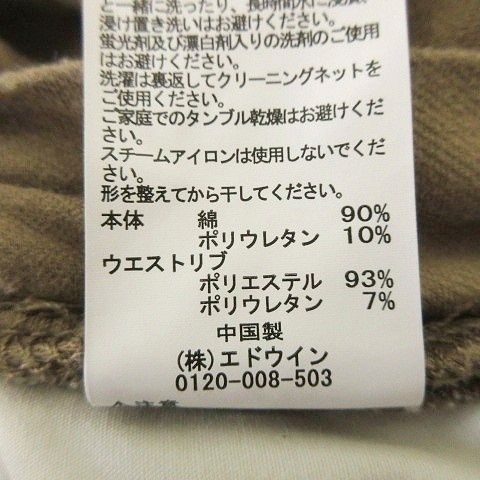 と一緒に洗ったり、長時間水に浸漬、
浸け置き洗いはお避けください。
蛍光剤及び漂白剤入りの洗剤のご使用
はお避けください。
洗濯は裏返してクリーニングネットを
ご使用ください。
ご家庭でのタンブル乾燥はお避けくだ
さい。
スチームアイロンは使用しないでくだ
さい。
形を整えてから干してください。
本体 綿 90%
ポリウレタン 10%
ウエストリブ
ポリエステル 93%
ポリウレタン 7%
中国製
(株)エドウイン
0120-008-503